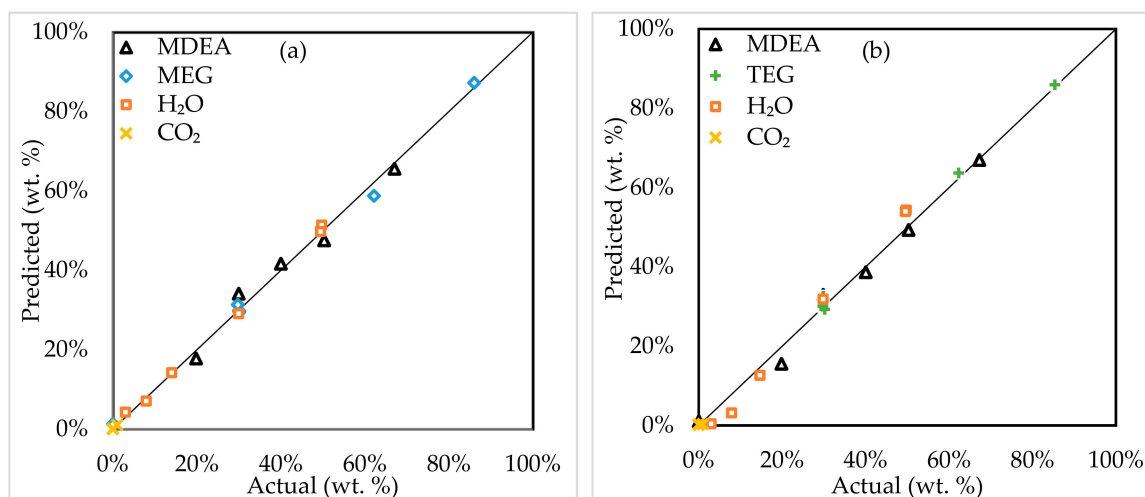 100%
80%
60%
40%
20%
0%
Predicted (wt. %)
MDEA
MEG
H₂O
CO₂
(a)
0% 20% 40% 60% 80% 100%
Actual (wt. %)
100%
80%
60%
40%
20%
0%
Predicted (wt. %)
MDEA
TEG
H₂O
CO₂
(b)
0% 20% 40% 60% 80% 100%
Actual (wt. %)